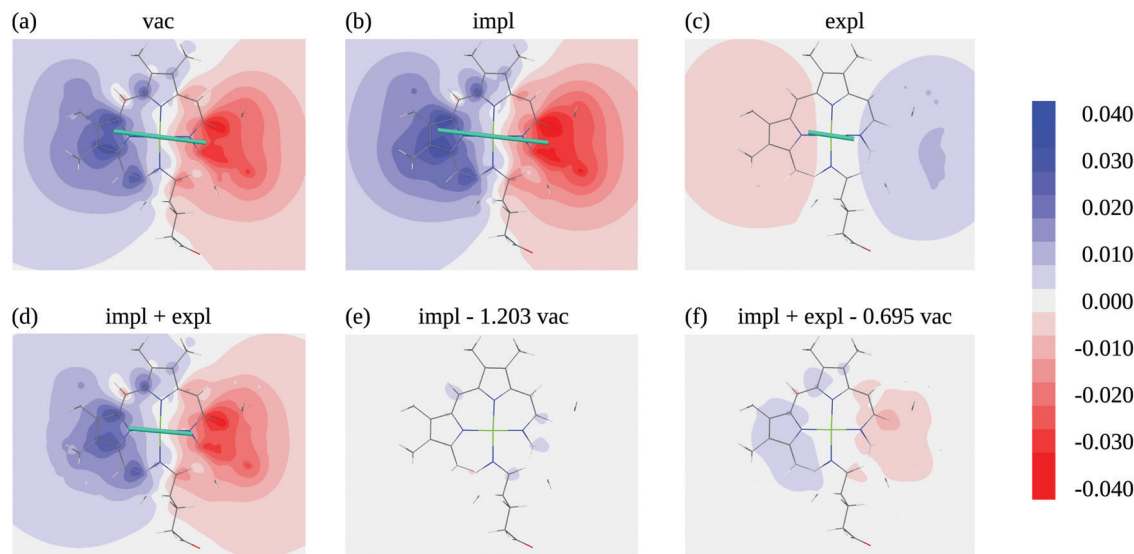 (a) vac
(b) impl
(c) expl
(d) impl + expl
(e) impl - 1.203 vac
(f) impl + expl - 0.695 vac
0.040
0.030
0.020
0.010
0.000
-0.010
-0.020
-0.030
-0.040